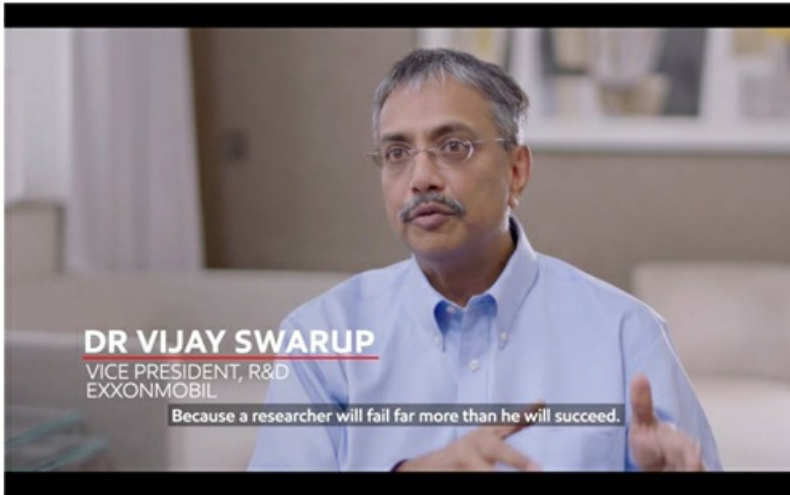 DR VIJAY SWARUP
VICE PRESIDENT, R&D
EXXONMOBIL
Because a researcher will fail far more than he will succeed.